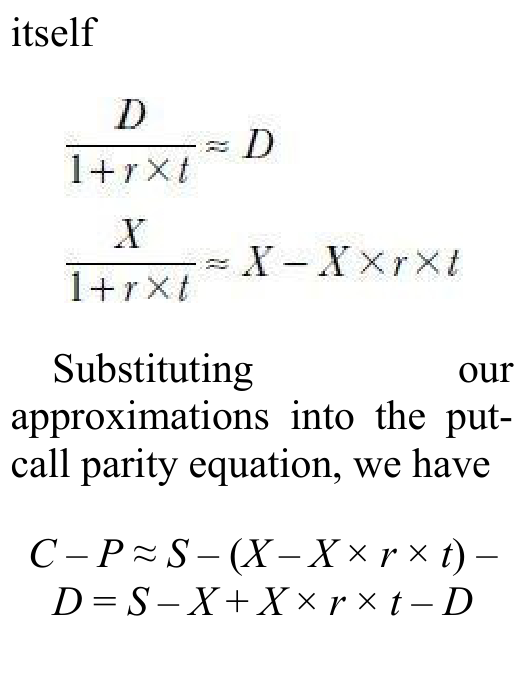 itself
D
1+r×t ≈ D
X
1+r×t ≈ X – X×r×t
Substituting our
approximations into the put-
call parity equation, we have
C – P ≈ S – (X – X × r × t) –
D = S – X + X × r × t – D